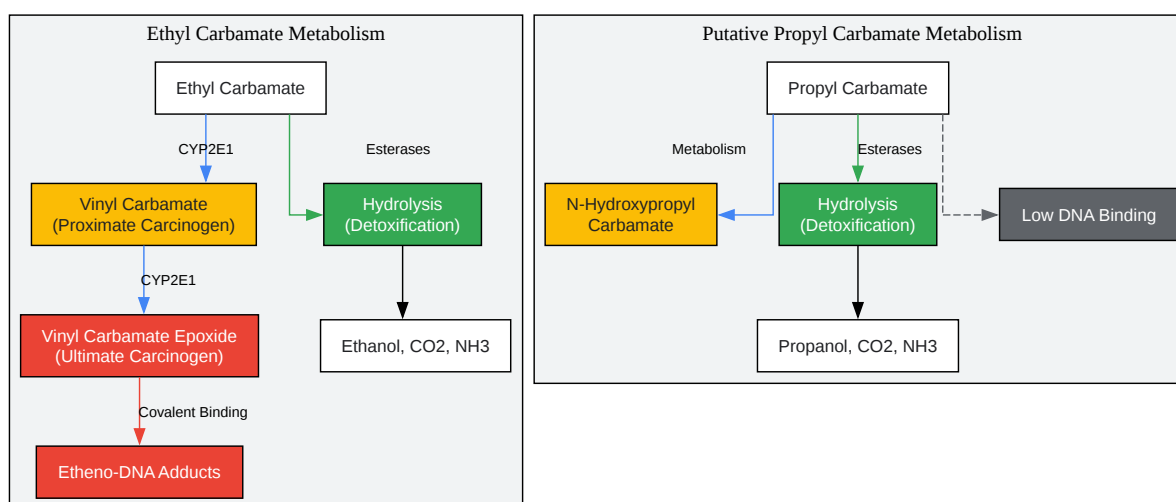 Ethyl Carbamate Metabolism
Ethyl Carbamate
CYP2E1
Esterases
Vinyl Carbamate
(Proximate Carcinogen)
Hydrolysis
(Detoxification)
CYP2E1
Vinyl Carbamate Epoxide
(Ultimate Carcinogen)
Ethanol, CO2, NH3
Covalent Binding
Etheno-DNA Adducts
Putative Propyl Carbamate Metabolism
Propyl Carbamate
Metabolism
Esterases
N-Hydroxypropyl
Carbamate
Hydrolysis
(Detoxification)
Low DNA Binding
Propanol, CO2, NH3